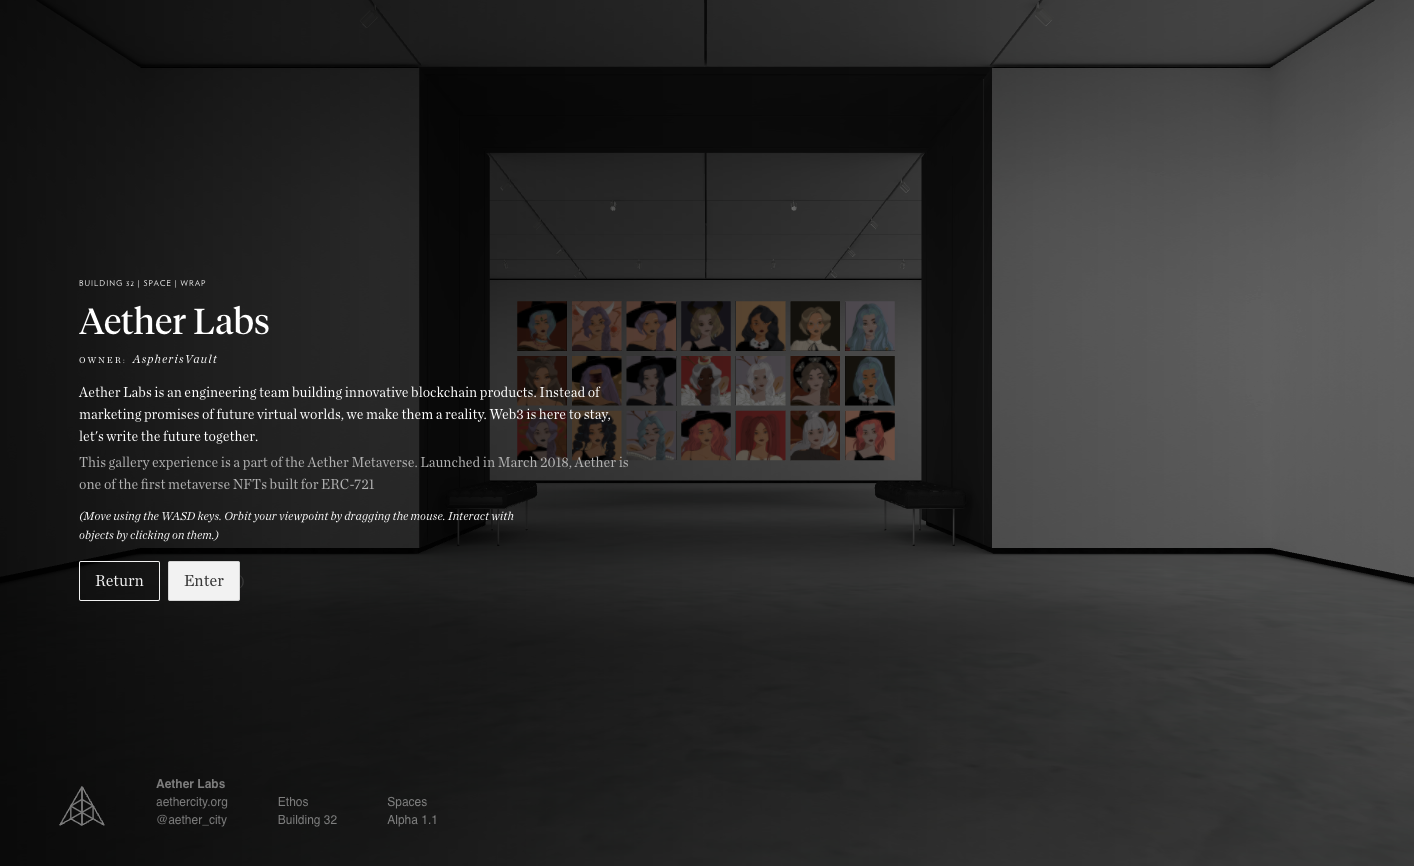 BUILDING 32 | SPACE | WRAP
Aether Labs
OWNER: AspherisVault
Aether Labs is an engineering team building innovative blockchain products. Instead of
marketing promises of future virtual worlds, we make them a reality. Web3 is here to stay,
let's write the future together.
This gallery experience is a part of the Aether Metaverse. Launched in March 2018, Aether is
one of the first metaverse NFTs built for ERC-721
(Move using the WASD keys. Orbit your viewpoint by dragging the mouse. Interact with
objects by clicking on them.)
Return Enter
Aether Labs
aethercity.org Ethos Spaces
@aether_city Building 32 Alpha 1.1